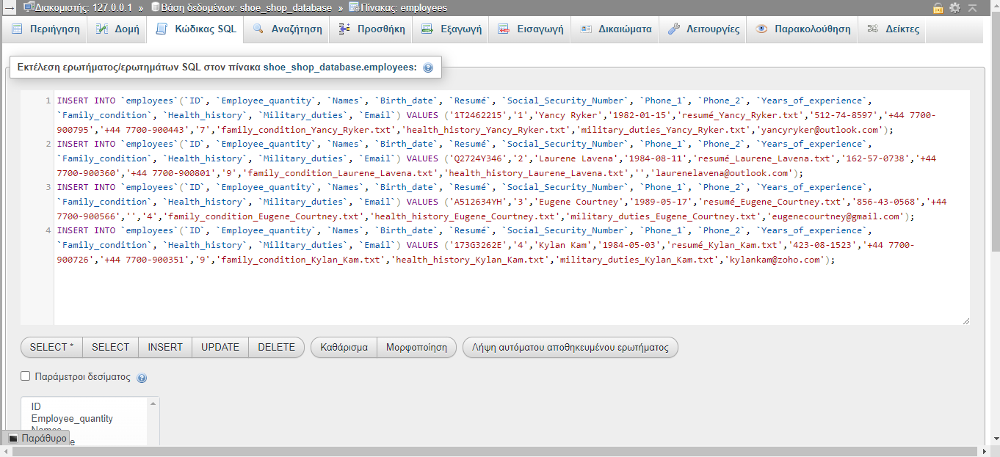 Διακομιστής: 127.0.0.1 » Βάση δεδομένων: shoe_shop_database » Πίνακας: employees
Περιήγηση Δομή Κώδικας SQL Αναζήτηση Προσθήκη Εξαγωγή Εισαγωγή Δικαιώματα Λειτουργίες Παρακολούθηση Δείκτες
Εκτέλεση ερωτήματος/ερωτημάτων SQL στον πίνακα shoe_shop_database.employees:
1 INSERT INTO `employees`(`ID`, `Employee_quantity`, `Names`, `Birth_date`, `Resumé`, `Social_Security_Number`, `Phone_1`, `Phone_2`, `Years_of_experience`,
`Family_condition`, `Health_history`, `Military_duties`, `Email`) VALUES ('1T2462215','1','Yancy Ryker','1982-01-15','resumé_Yancy_Ryker.txt','512-74-8597','+44 7700-
900795','+44 7700-900443','7','family_condition_Yancy_Ryker.txt','health_history_Yancy_Ryker.txt','military_duties_Yancy_Ryker.txt','yancyryker@outlook.com');
2 INSERT INTO `employees`(`ID`, `Employee_quantity`, `Names`, `Birth_date`, `Resumé`, `Social_Security_Number`, `Phone_1`, `Phone_2`, `Years_of_experience`,
`Family_condition`, `Health_history`, `Military_duties`, `Email`) VALUES ('Q2724Y346','2','Laurene Lavena','1984-08-11','resumé_Laurene_Lavena.txt','162-57-0738','+44
7700-900360','+44 7700-900801','9','family_condition_Laurene_Lavena.txt','health_history_Laurene_Lavena.txt','','laurenelavena@outlook.com');
3 INSERT INTO `employees`(`ID`, `Employee_quantity`, `Names`, `Birth_date`, `Resumé`, `Social_Security_Number`, `Phone_1`, `Phone_2`, `Years_of_experience`,
`Family_condition`, `Health_history`, `Military_duties`, `Email`) VALUES ('A512634YH','3','Eugene Courtney','1989-05-17','resumé_Eugene_Courtney.txt','856-43-0568','+44
7700-900566','','4','family_condition_Eugene_Courtney.txt','health_history_Eugene_Courtney.txt','military_duties_Eugene_Courtney.txt','eugenecourtney@gmail.com');
4 INSERT INTO `employees`(`ID`, `Employee_quantity`, `Names`, `Birth_date`, `Resumé`, `Social_Security_Number`, `Phone_1`, `Phone_2`, `Years_of_experience`,
`Family_condition`, `Health_history`, `Military_duties`, `Email`) VALUES ('173G3262E','4','Kylan Kam','1984-05-03','resumé_Kylan_Kam.txt','423-08-1523','+44 7700-
900726','+44 7700-900351','9','family_condition_Kylan_Kam.txt','health_history_Kylan_Kam.txt','military_duties_Kylan_Kam.txt','kylankam@zoho.com');
SELECT * SELECT INSERT UPDATE DELETE Καθάρισμα Μορφοποίηση Λήψη αυτόματου αποθηκευμένου ερωτήματος
Παράμετροι δεσίματος
ID
Employee_quantity
Names
Παράθυρο